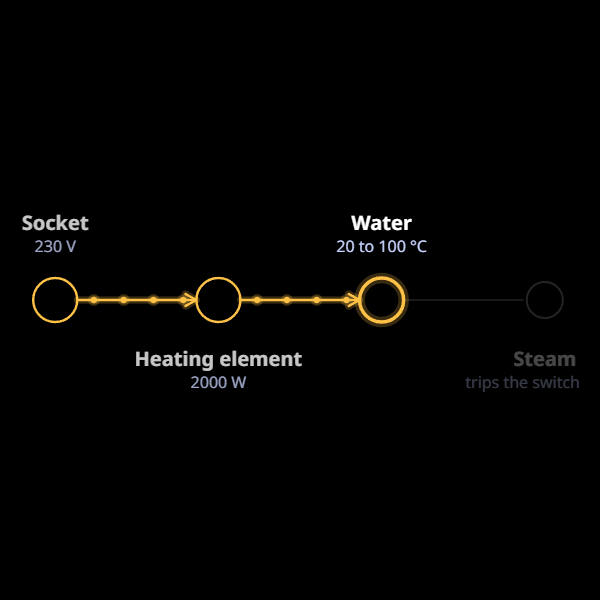 Socket
230 V
Water
20 to 100 °C
Heating element
2000 W
Steam
trips the switch